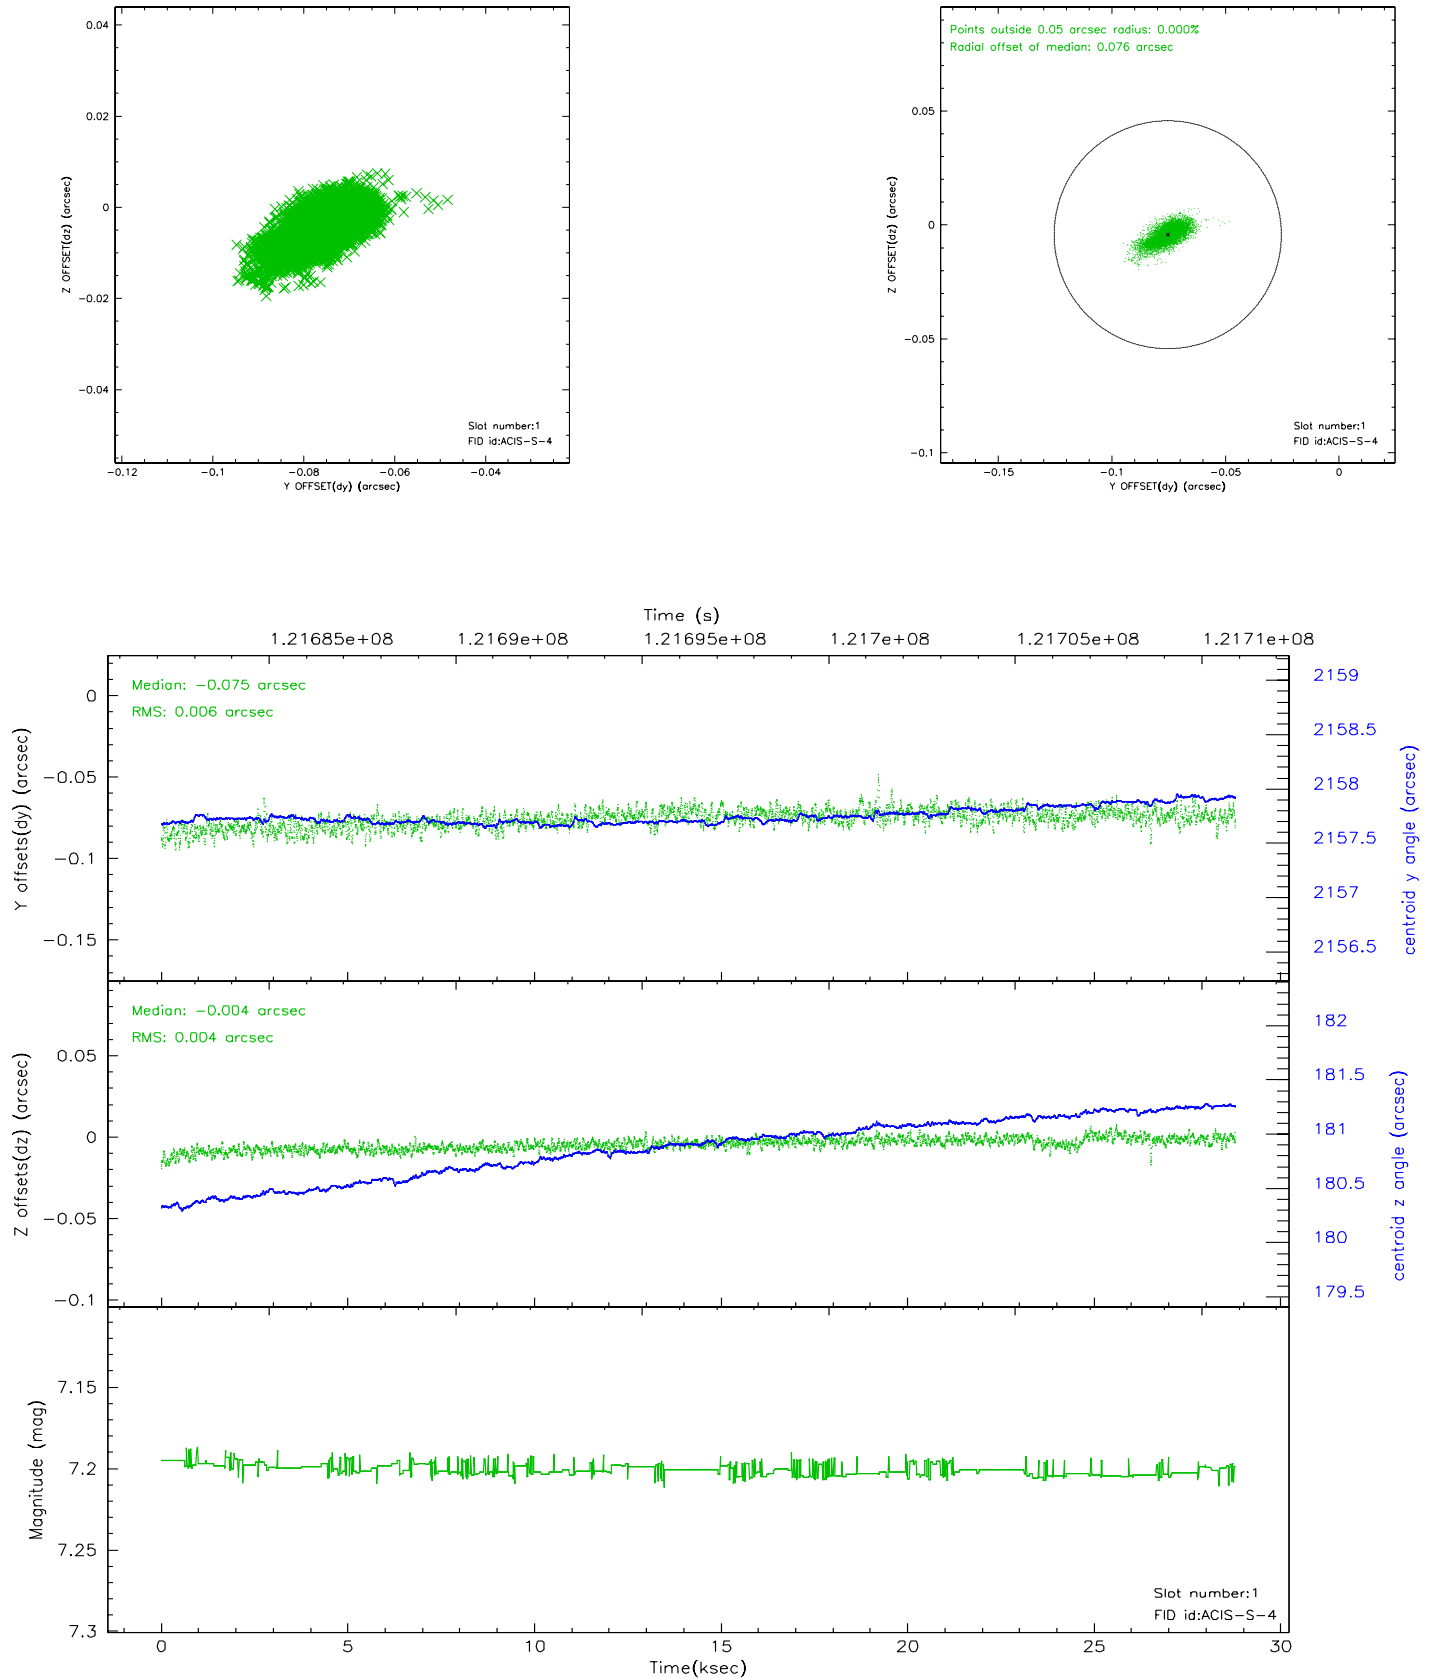 0.04
0.02
0
−0.02
−0.04
Z OFFSET(dz) (arcsec)
Slot number:1
FID id:ACIS−S−4
−0.12 −0.1 −0.08 −0.06 −0.04
Y OFFSET(dy) (arcsec)
Points outside 0.05 arcsec radius: 0.000%
Radial offset of median: 0.076 arcsec
0.05
0
−0.05
−0.1
Z OFFSET(dz) (arcsec)
Slot number:1
FID id:ACIS−S−4
−0.15 −0.1 −0.05 0
Y OFFSET(dy) (arcsec)
Time (s)
1.21685e+08 1.2169e+08 1.21695e+08 1.217e+08 1.21705e+08 1.2171e+08
Median: −0.075 arcsec
RMS: 0.006 arcsec
0
−0.05
−0.1
−0.15
Y offsets(dy) (arcsec)
2159
2158.5
2158
2157.5
2157
2156.5
centroid y angle (arcsec)
Median: −0.004 arcsec
RMS: 0.004 arcsec
0.05
0
−0.05
−0.1
Z offsets(dz) (arcsec)
182
181.5
181
180.5
180
179.5
centroid z angle (arcsec)
7.15
7.2
7.25
7.3
Magnitude (mag)
Slot number:1
FID id:ACIS−S−4
0 5 10 15 20 25 30
Time(ksec)